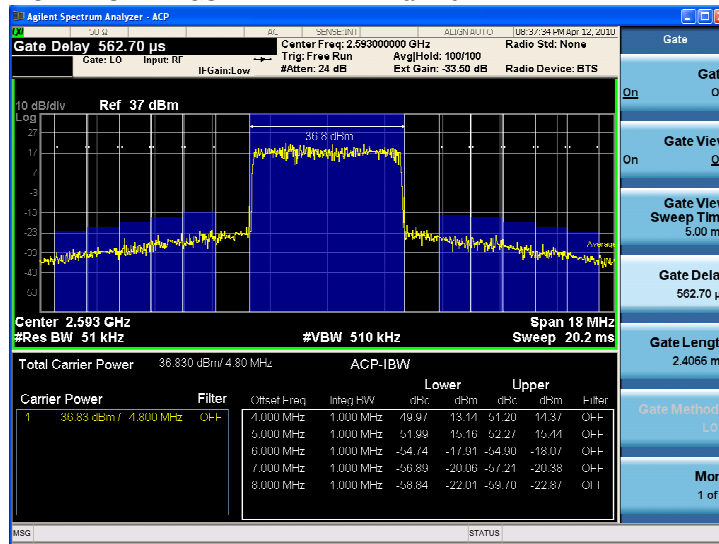 Agilent Spectrum Analyzer - ACP
50 Ω AC SENSE:INT ALIGN AUTO 08:37:34 PM Apr 12, 2010
Gate Delay 562.70 µs
Center Freq: 2.593000000 GHz
Radio Std: None
Gate: LO Input: RF
Trig: Free Run Avg|Hold: 100/100
IFGain:Low
#Atten: 24 dB Ext Gain: -33.50 dB Radio Device: BTS
10 dB/div Ref 37 dBm
Log
36.8 dBm
27
17
7
-3
-13
-23
-33
-43
-53
Average
Center 2.593 GHz Span 18 MHz
#Res BW 51 kHz #VBW 510 kHz Sweep 20.2 ms
Total Carrier Power 36.830 dBm/ 4.80 MHz ACP-IBW
Lower Upper
Carrier Power Filter
Offset Freq Integ BW dBc dBm dBc dBm Filter
1 36.83 dBm / 4.800 MHz OFF
4.000 MHz 1.000 MHz 49.97 13.14 51.20 14.37 OFF
5.000 MHz 1.000 MHz 51.99 15.16 52.27 15.44 OFF
6.000 MHz 1.000 MHz -54.74 -17.91 -54.90 -18.07 OFF
7.000 MHz 1.000 MHz -56.89 -20.06 -57.21 -20.38 OFF
8.000 MHz 1.000 MHz -58.84 -22.01 -59.70 -22.87 OFF
MSG STATUS
Gate
Gat
On O
Gate Viev
On O
Gate View
Sweep Tim
5.00 m
Gate Dela
562.70 µ
Gate Lengt
2.4066 m
Gate Method
LO
Mor
1 of